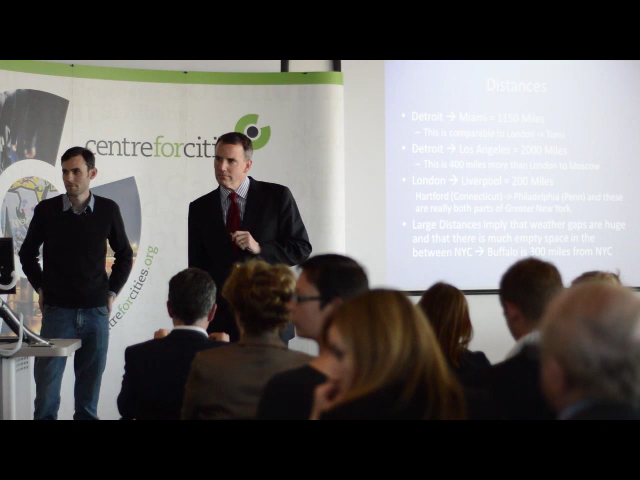 centreforcities
centreforcities.org
Distances
• Detroit → Miami = 1150 Miles
– This is comparable to London →
• Detroit → Los Angeles = 2000 Miles
– This is 400 miles more than London to Moscow
• London → Liverpool = 200 Miles
Hartford (Connecticut) -> Philadelphia (Penn) and these
are really both parts of Greater New York.
• Large Distances imply that weather gaps are huge
and that there is much empty space in the
between NYC → Buffalo is 300 miles from NYC